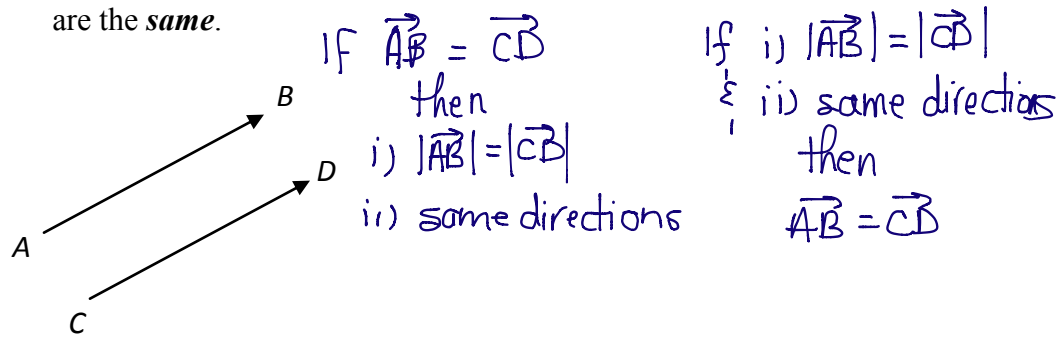 are the same.
If AB = CD
then
i) |AB| = |CD|
ii) same directions
If i) |AB| = |CD|
& ii) same directions
then
AB = CD
B
D
A
C